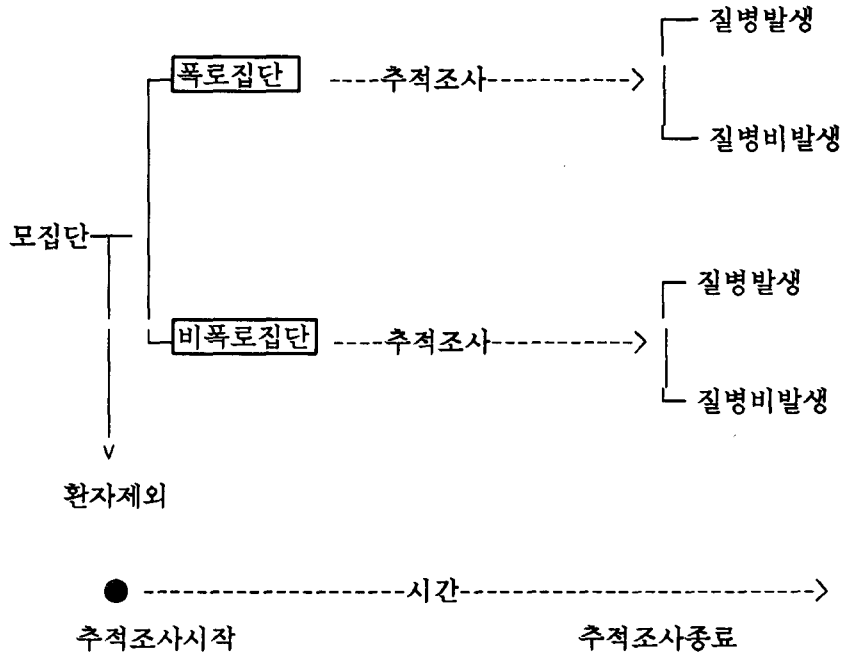 질병발생
폭로집단 ----추적조사---------->
질병비발생
모집단
질병발생
비폭로집단 ----추적조사---------->
질병비발생
환자제외
● ------------------시간------------------------>
추적조사시작 추적조사종료